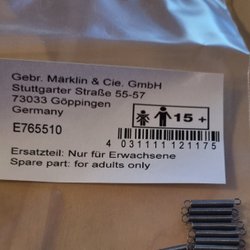 Gebr. Märklin & Cie. GmbH
Stuttgarter Straße 55-57
73033 Göppingen
Germany
15 +
E765510
4 031111 121175
Ersatzteil: Nur für Erwachsene
Spare part: for adults only